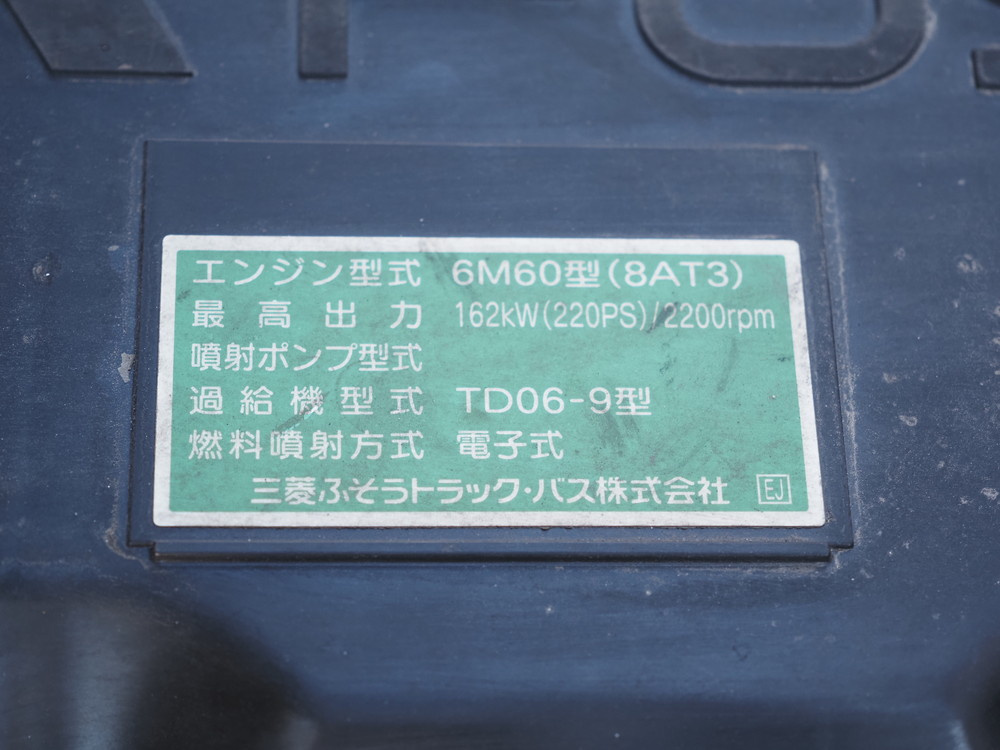 エンジン型式 6M60型(8AT3)
最高出力 162kW(220PS)/2200rpm
噴射ポンプ型式
過給機型式 TD06-9型
燃料噴射方式 電子式
三菱ふそうトラック・バス株式会社 EJ